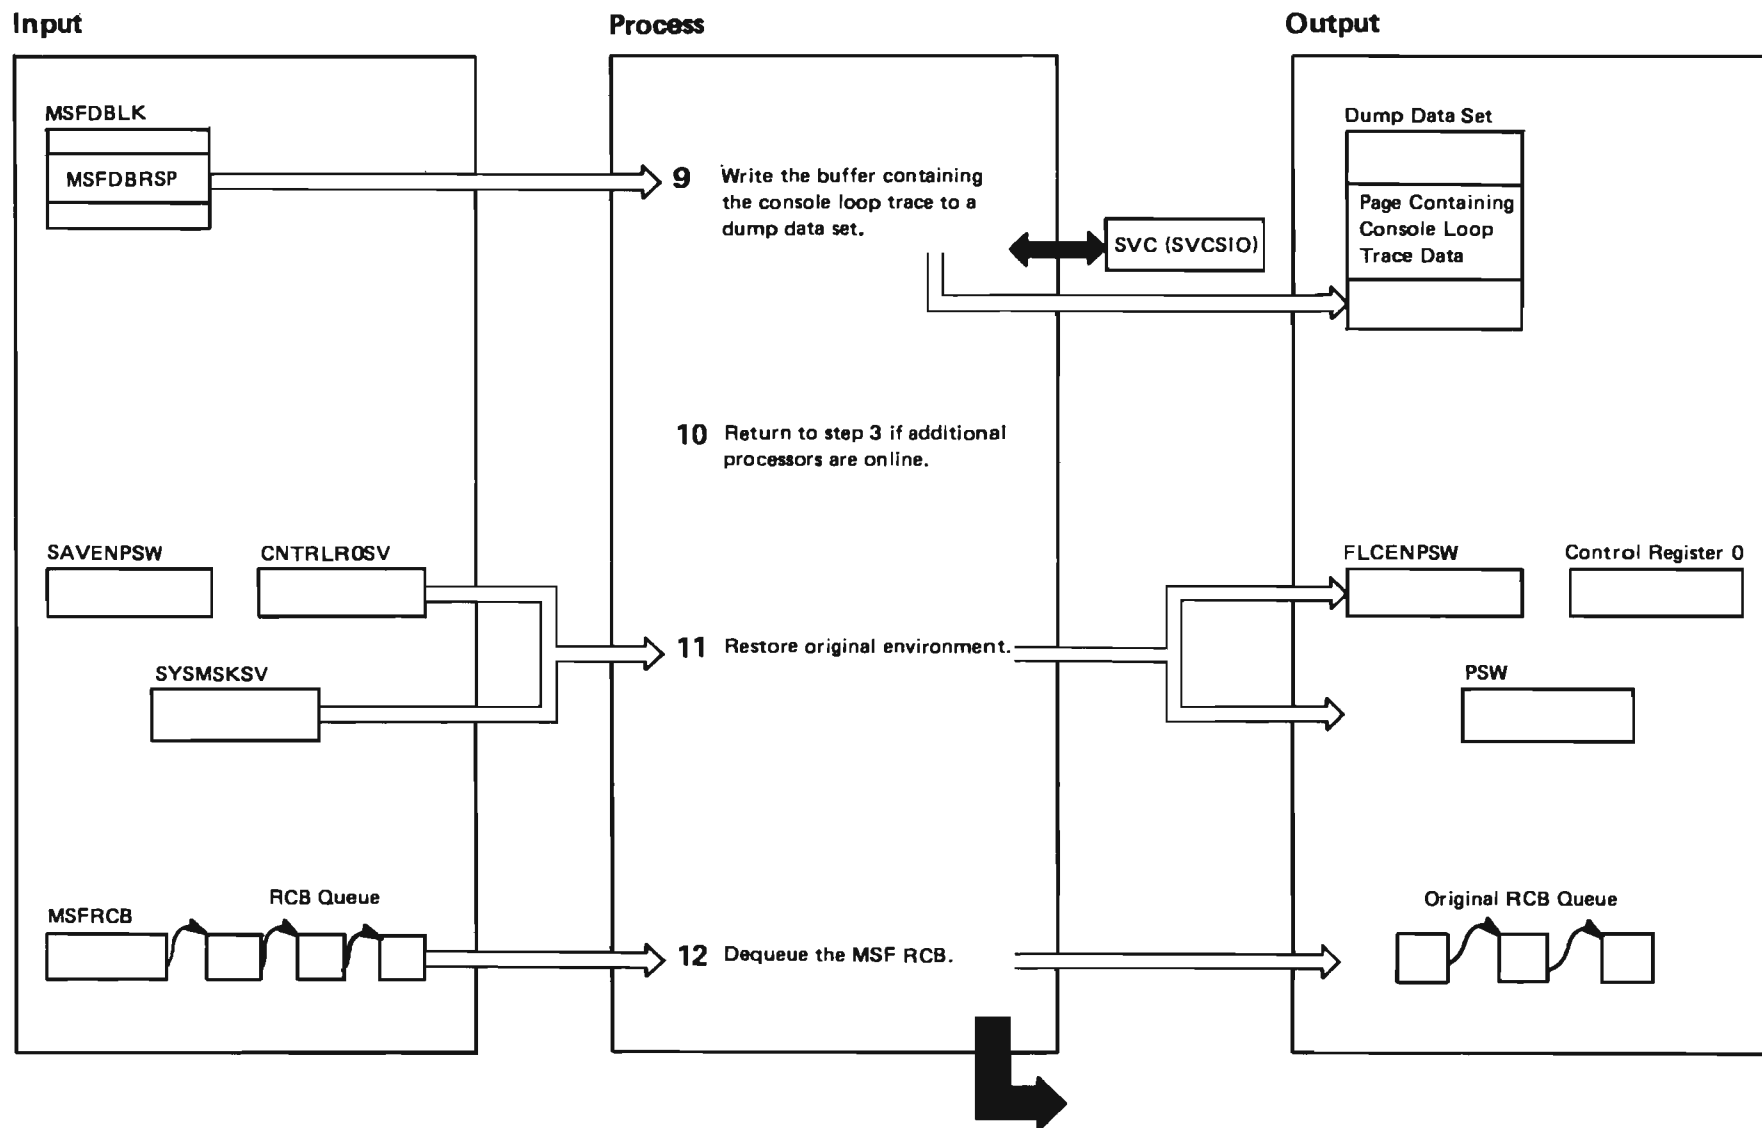 Input
Process
Output
MSFDBLK
MSFDBRSP
9 Write the buffer containing
the console loop trace to a
dump data set.
SVC (SVCSIO)
Dump Data Set
Page Containing
Console Loop
Trace Data
10 Return to step 3 if additional
processors are online.
SAVENPSW
CNTRLR0SV
SYSMSKSV
11 Restore original environment.
FLCENPSW
Control Register 0
PSW
MSFRCB
RCB Queue
12 Dequeue the MSF RCB.
Original RCB Queue